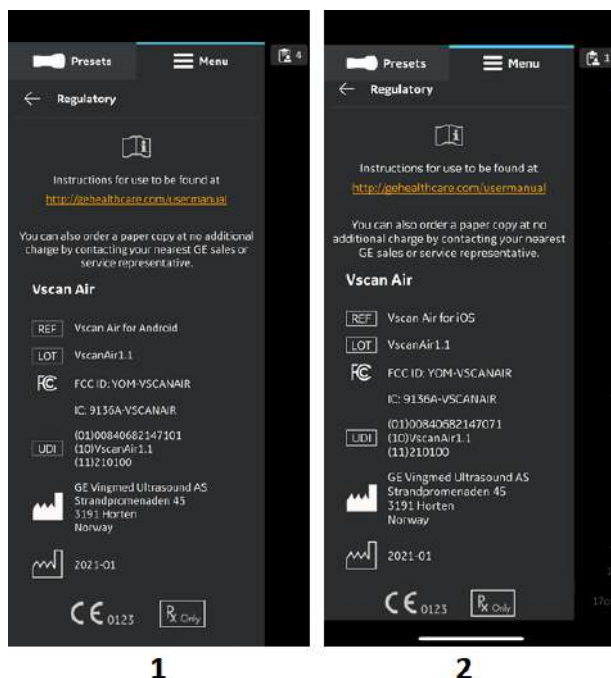 Presets
Menu
4
Regulatory
Instructions for use to be found at
http://gehealthcare.com/usermanual
You can also order a paper copy at no additional
charge by contacting your nearest GE sales or
service representative.
Vscan Air
REF Vscan Air for Android
LOT VscanAir1.1
FC FCC ID: YOM-VSCANAIR
IC: 9136A-VSCANAIR
UDI
(01)00840682147101
(10)VscanAir1.1
(11)210100
GE Vingmed Ultrasound AS
Strandpromenaden 45
3191 Horten
Norway
2021-01
CE 0123
Rx Only
1
Presets
Menu
1
Regulatory
Instructions for use to be found at
http://gehealthcare.com/usermanual
You can also order a paper copy at no
additional charge by contacting your nearest
GE sales or service representative.
Vscan Air
REF Vscan Air for iOS
LOT VscanAir1.1
FC FCC ID: YOM-VSCANAIR
IC: 9136A-VSCANAIR
UDI
(01)00840682147071
(10)VscanAir1.1
(11)210100
GE Vingmed Ultrasound AS
Strandpromenaden 45
3191 Horten
Norway
2021-01
CE 0123
Rx Only
2